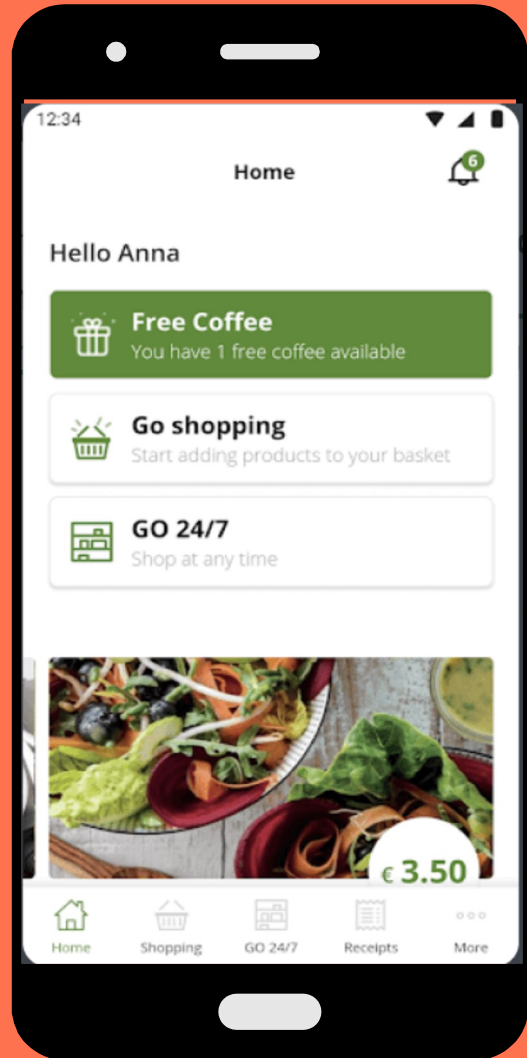 12:34
Home
6
Hello Anna
Free Coffee
You have 1 free coffee available
Go shopping
Start adding products to your basket
GO 24/7
Shop at any time
€ 3.50
Home
Shopping
GO 24/7
Receipts
More